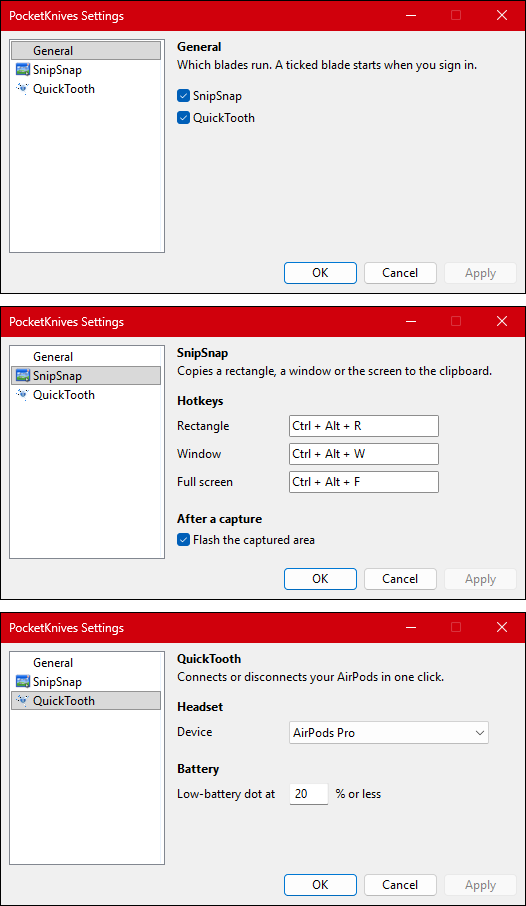 PocketKnives Settings
General
SnipSnap
QuickTooth
General
Which blades run. A ticked blade starts when you sign in.
SnipSnap
QuickTooth
OK Cancel Apply
PocketKnives Settings
General
SnipSnap
QuickTooth
SnipSnap
Copies a rectangle, a window or the screen to the clipboard.
Hotkeys
Rectangle Ctrl + Alt + R
Window Ctrl + Alt + W
Full screen Ctrl + Alt + F
After a capture
Flash the captured area
OK Cancel Apply
PocketKnives Settings
General
SnipSnap
QuickTooth
QuickTooth
Connects or disconnects your AirPods in one click.
Headset
Device AirPods Pro
Battery
Low-battery dot at 20 % or less
OK Cancel Apply